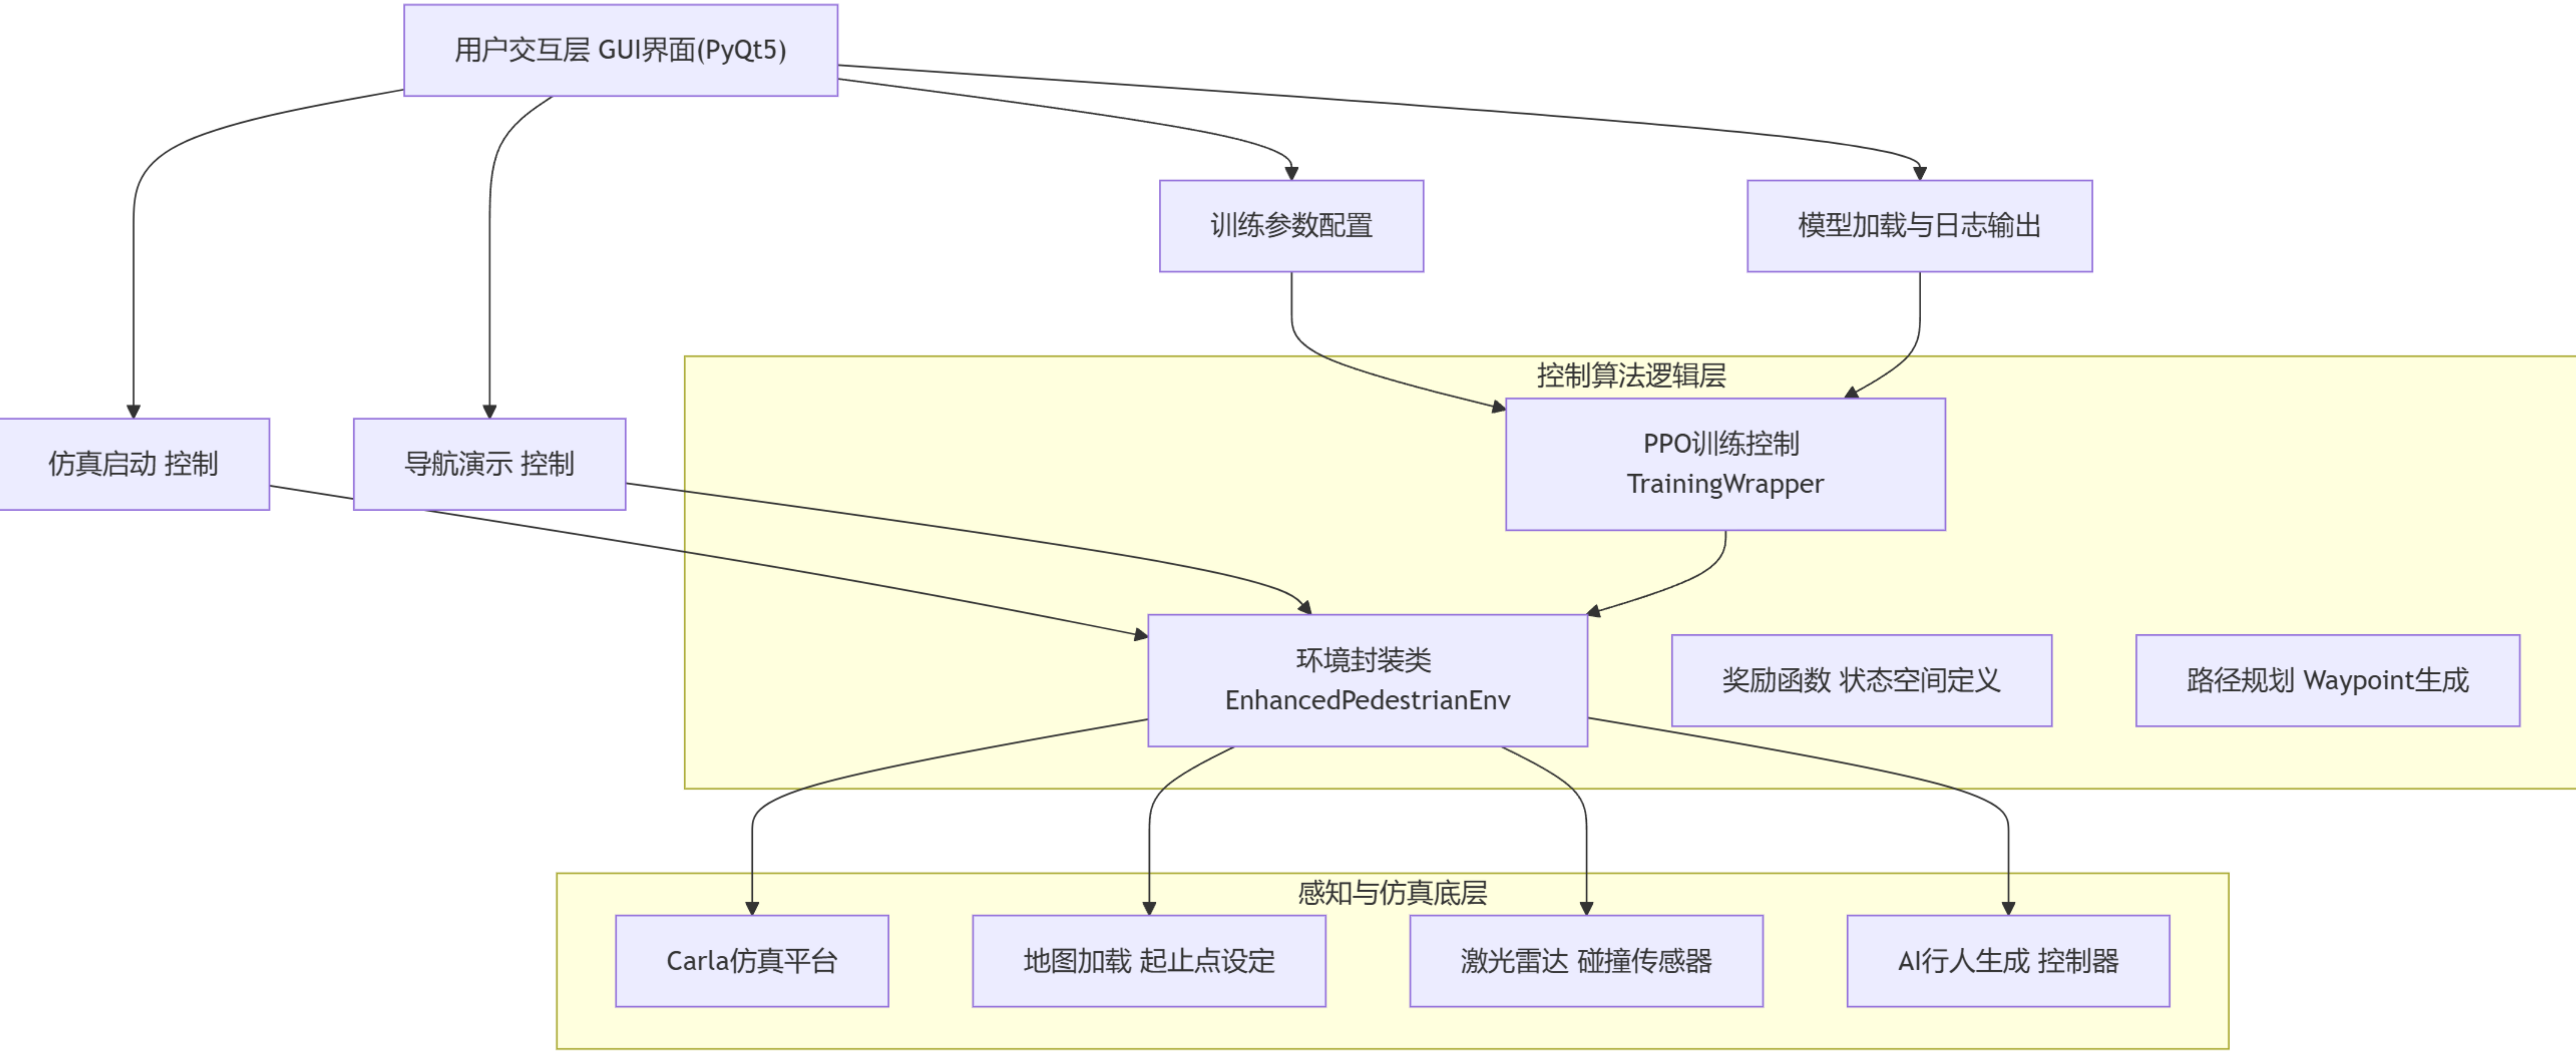 用户交互层 GUI界面(PyQt5)
训练参数配置
模型加载与日志输出
控制算法逻辑层
仿真启动 控制
导航演示 控制
PPO训练控制
TrainingWrapper
环境封装类
EnhancedPedestrianEnv
奖励函数 状态空间定义
路径规划 Waypoint生成
感知与仿真底层
Carla仿真平台
地图加载 起止点设定
激光雷达 碰撞传感器
AI行人生成 控制器